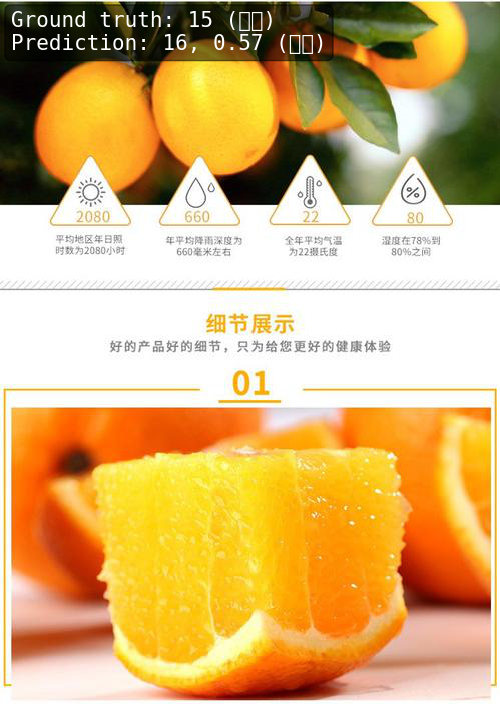 Ground truth: 15 (□□)
Prediction: 16, 0.57 (□□)
2080
660
22
80
平均地区年日照
时数为2080小时
年平均降雨深度为
660毫米左右
全年平均气温
为22摄氏度
湿度在78%到
80%之间
细节展示
好的产品好的细节，只为给您更好的健康体验
01